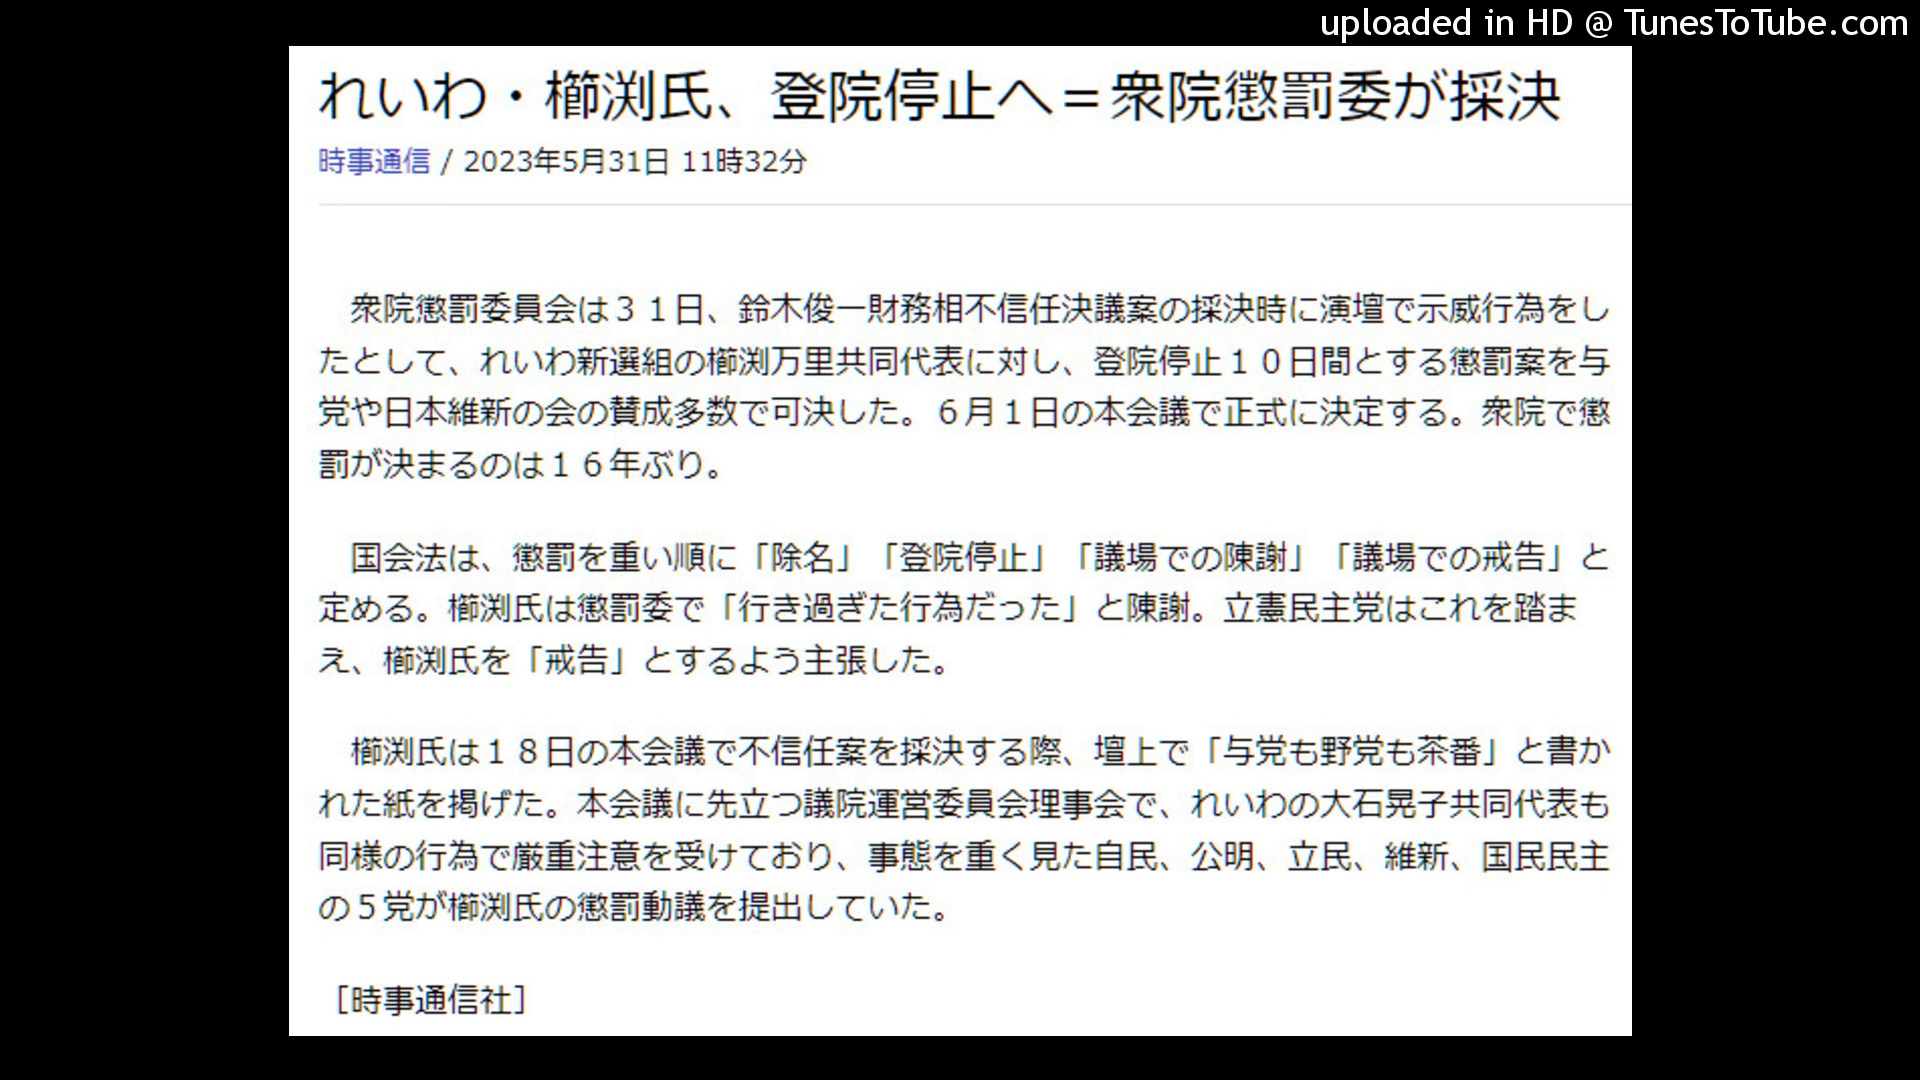 uploaded in HD @ TunesToTube.com
れいわ・櫛渕氏、登院停止へ＝衆院懲罰委が採決
時事通信 / 2023年5月31日 11時32分
　衆院懲罰委員会は３１日、鈴木俊一財務相不信任決議案の採決時に演壇で示威行為をし
たとして、れいわ新選組の櫛渕万里共同代表に対し、登院停止１０日間とする懲罰案を与
党や日本維新の会の賛成多数で可決した。６月１日の本会議で正式に決定する。衆院で懲
罰が決まるのは１６年ぶり。
　国会法は、懲罰を重い順に「除名」「登院停止」「議場での陳謝」「議場での戒告」と
定める。櫛渕氏は懲罰委で「行き過ぎた行為だった」と陳謝。立憲民主党はこれを踏ま
え、櫛渕氏を「戒告」とするよう主張した。
　櫛渕氏は１８日の本会議で不信任案を採決する際、壇上で「与党も野党も茶番」と書か
れた紙を掲げた。本会議に先立つ議院運営委員会理事会で、れいわの大石晃子共同代表も
同様の行為で厳重注意を受けており、事態を重く見た自民、公明、立民、維新、国民民主
の５党が櫛渕氏の懲罰動議を提出していた。
［時事通信社］